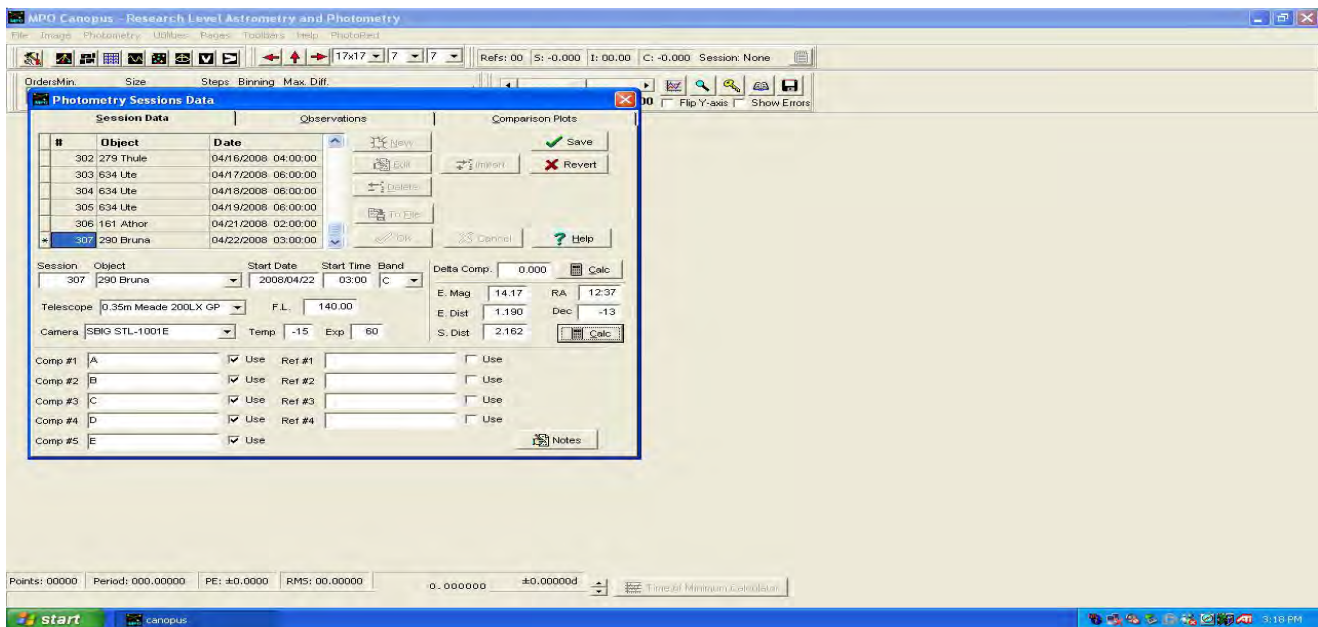 MPO Canopus - Research Level Astrometry and Photometry
File Image Photometry Utilities Pages Toolbars Help PhotoRed
17x17 7 7 Refs: 00 S: -0.000 I: 00.00 C: -0.000 Session: None
OrdersMin. Size Steps Binning Max. Diff.
Flip Y-axis Show Errors
Photometry Sessions Data
Session Data Observations Comparison Plots
# Object Date New Save
302 279 Thule 04/16/2008 04:00:00 Edit Import Revert
303 634 Ute 04/17/2008 06:00:00
304 634 Ute 04/18/2008 06:00:00 Delete
305 634 Ute 04/19/2008 06:00:00
306 161 Athor 04/21/2008 02:00:00 To File
* 307 290 Bruna 04/22/2008 03:00:00 OK Cancel Help
Session Object Start Date Start Time Band Delta Comp. 0.000 Calc
307 290 Bruna 2008/04/22 03:00 C
E. Mag 14.17 RA 12:37
Telescope 0.35m Meade 200LX GP F.L. 140.00
E. Dist 1.190 Dec -13
Camera SBIG STL-1001E Temp -15 Exp 60 S. Dist 2.162 Calc
Comp #1 A Use Ref #1 Use
Comp #2 B Use Ref #2 Use
Comp #3 C Use Ref #3 Use
Comp #4 D Use Ref #4 Use
Comp #5 E Use Notes
Points: 00000 Period: 000.00000 PE: ±0.0000 RMS: 00.00000 0.000000 ±0.00000d Time of Minimum Calculator
start canopus 3:18 PM